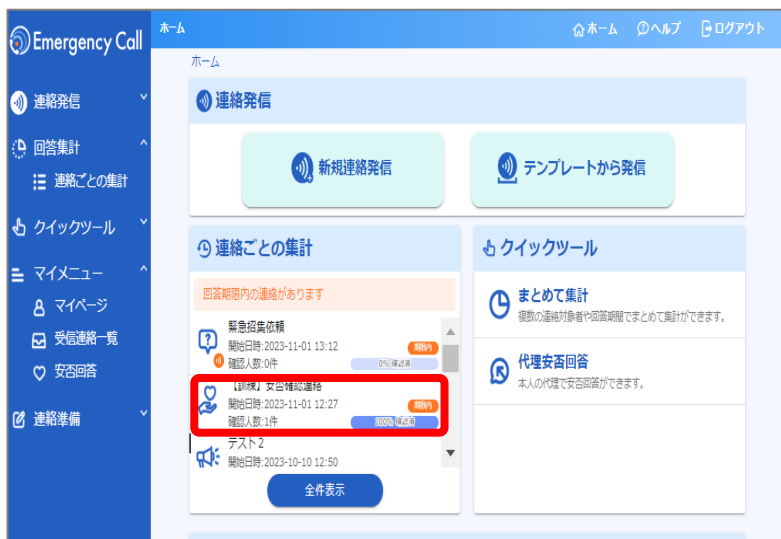 Emergency Call
ホーム
ホーム
ヘルプ
ログアウト
連絡発信
回答集計
連絡ごとの集計
クイックツール
マイメニュー
マイページ
受信連絡一覧
安否回答
連絡準備
ホーム
連絡発信
新規連絡発信
テンプレートから発信
連絡ごとの集計
回答期限内の連絡があります
緊急招集依頼
開始日時:2023-11-01 13:12
期間内
確認人数:0件
0% 確認済
【訓練】安否確認連絡
開始日時:2023-11-01 12:27
期間内
確認人数:1件
100% 確認済
テスト2
開始日時:2023-10-10 12:50
全件表示
クイックツール
まとめて集計
複数の連絡対象者や回答期間でまとめて集計ができます。
代理安否回答
本人の代理で安否回答ができます。